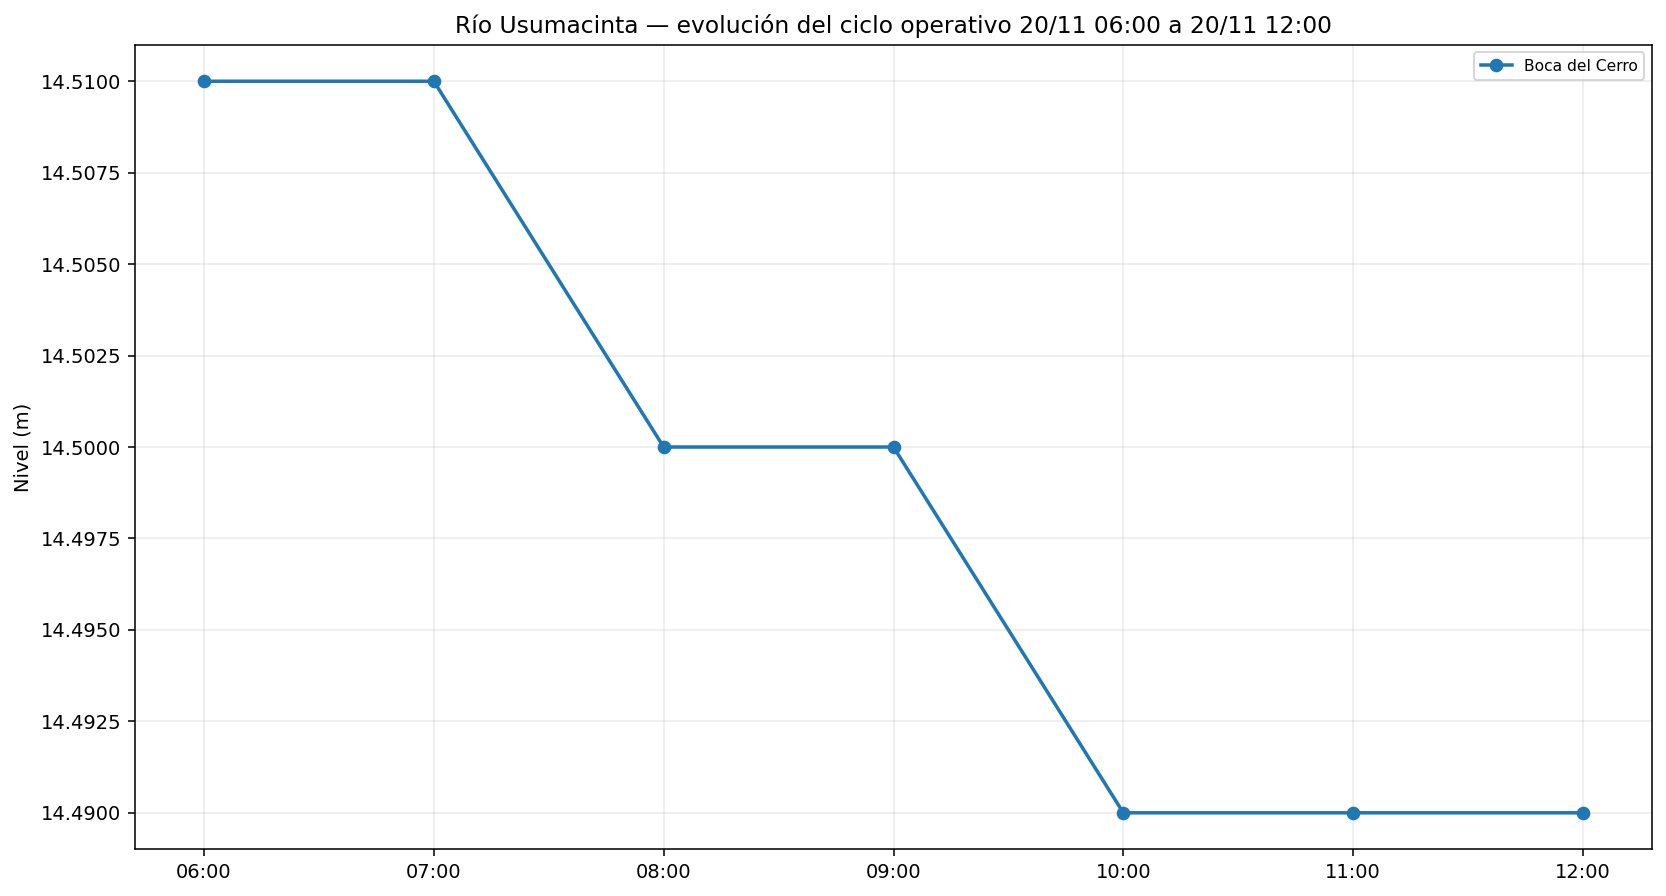 Río Usumacinta — evolución del ciclo operativo 20/11 06:00 a 20/11 12:00
Boca del Cerro
Nivel (m)
14.5100
14.5075
14.5050
14.5025
14.5000
14.4975
14.4950
14.4925
14.4900
06:00 07:00 08:00 09:00 10:00 11:00 12:00